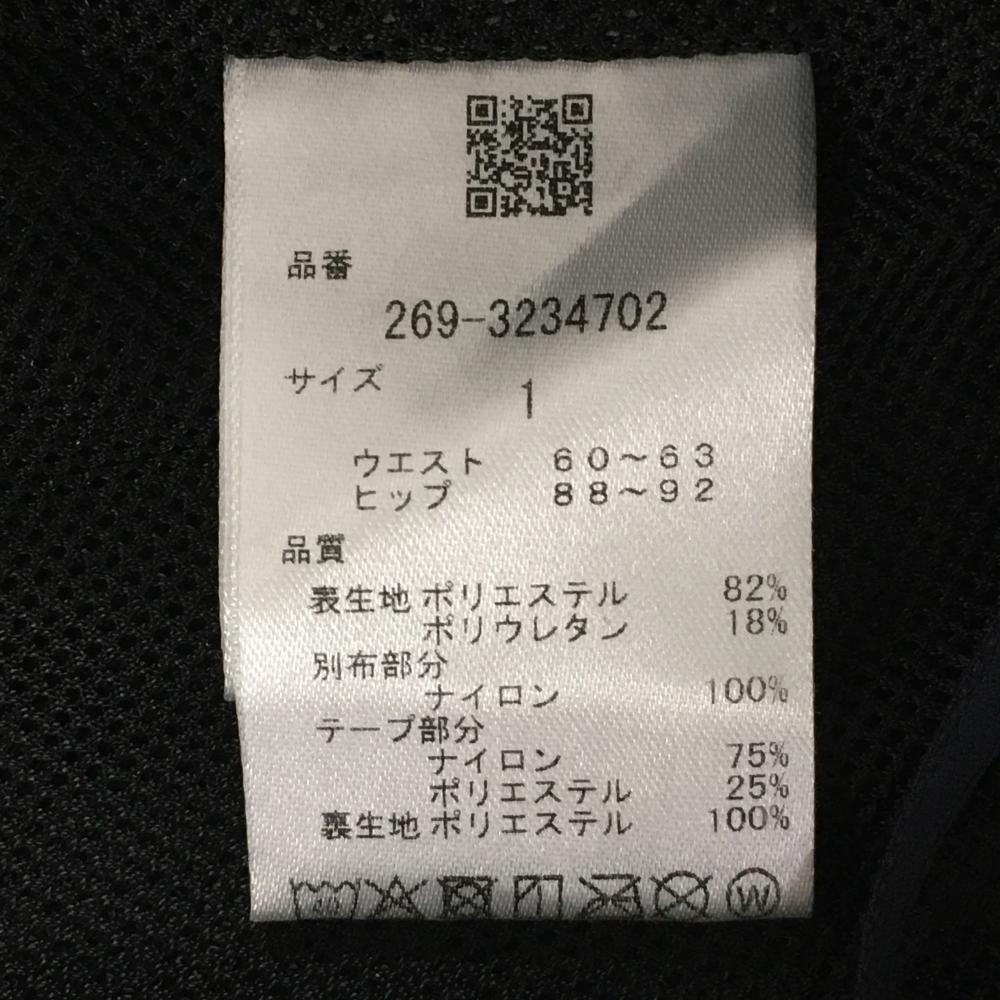 品番
269-3234702
サイズ
1
ウエスト 60～63
ヒップ 88～92
品質
表生地 ポリエステル 82%
ポリウレタン 18%
別布部分
ナイロン 100%
テープ部分
ナイロン 75%
ポリエステル 25%
裏生地 ポリエステル 100%
W